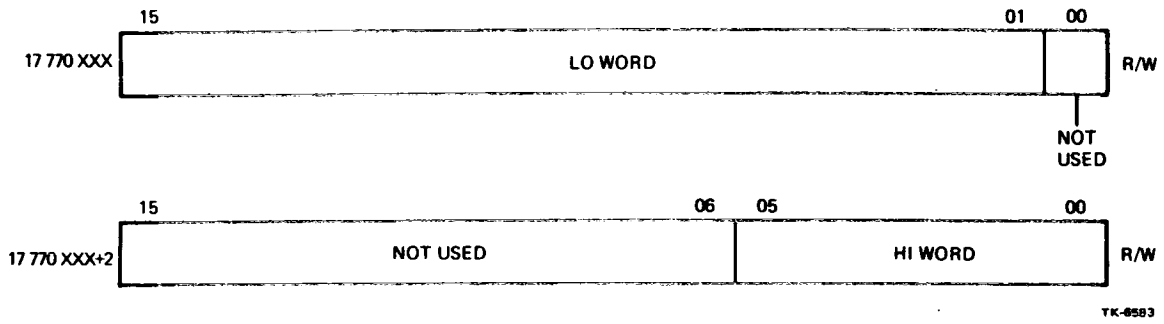 15 01 00
17 770 XXX LO WORD R/W
NOT
USED
15 06 05 00
17 770 XXX+2 NOT USED HI WORD R/W
TK-6583